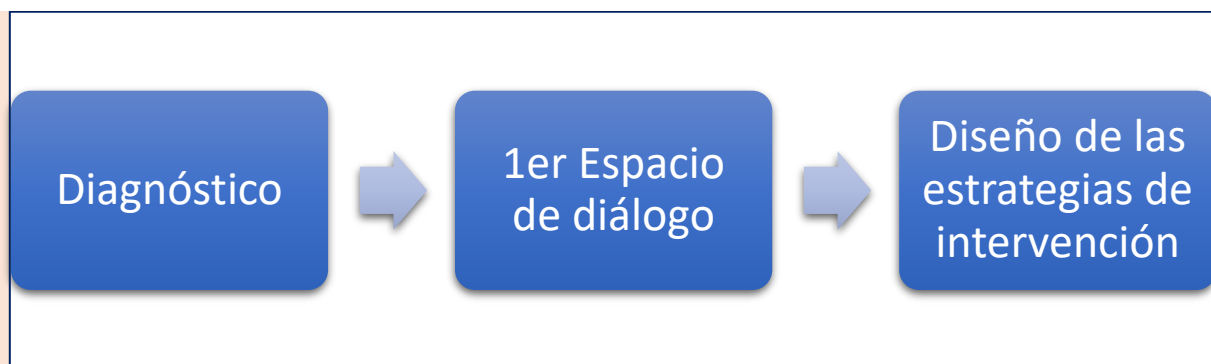 Diagnóstico
1er Espacio
de diálogo
Diseño de las
estrategias de
intervención